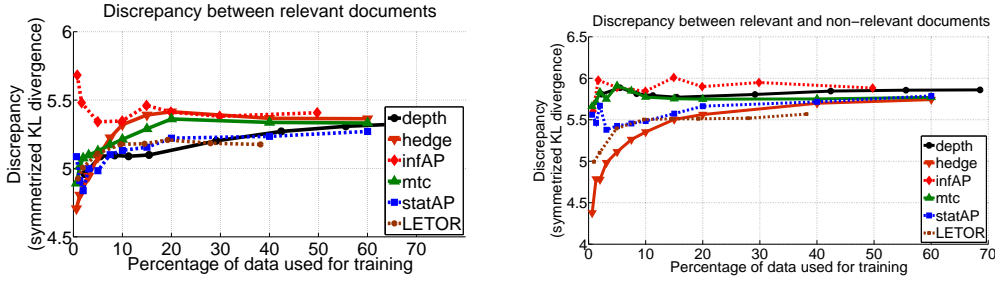 Discrepancy between relevant documents
Discrepancy
(symmetrized KL divergence)
6
5.5
5
4.5
0 10 20 30 40 50 60 70
Percentage of data used for training
depth
hedge
infAP
mtc
statAP
LETOR
Discrepancy between relevant and non−relevant documents
Discrepancy
(symmetrized KL divergence)
6.5
6
5.5
5
4.5
4
0 10 20 30 40 50 60 70
Percentage of data used for training
depth
hedge
infAP
mtc
statAP
LETOR